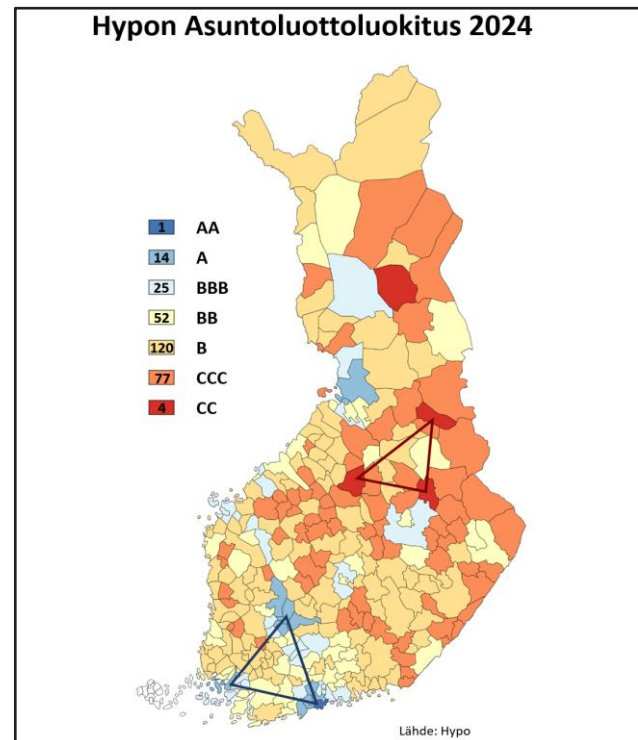 Hypon Asuntoluottoluokitus 2024
1 AA
14 A
25 BBB
52 BB
120 B
77 CCC
4 CC
Lähde: Hypo